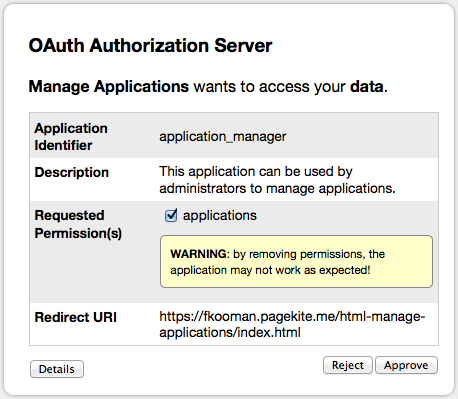 OAuth Authorization Server
Manage Applications wants to access your data.
Application
Identifier
application_manager
Description
This application can be used by
administrators to manage applications.
Requested
Permission(s)
applications
WARNING: by removing permissions, the
application may not work as expected!
Redirect URI
https://fkooman.pagekite.me/html-manage-
applications/index.html
Details
Reject
Approve